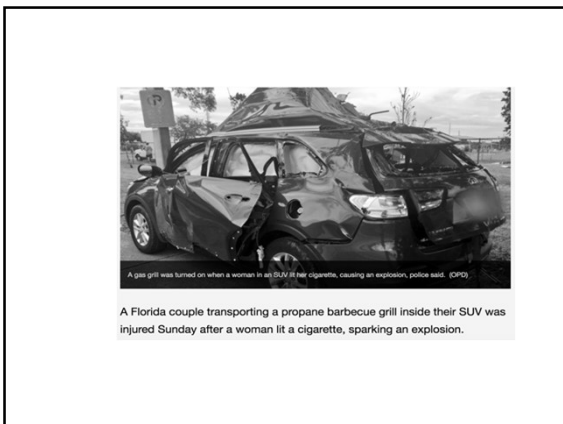 A gas grill was turned on when a woman in an SUV lit her cigarette, causing an explosion, police said. (OPD)
A Florida couple transporting a propane barbecue grill inside their SUV was
injured Sunday after a woman lit a cigarette, sparking an explosion.